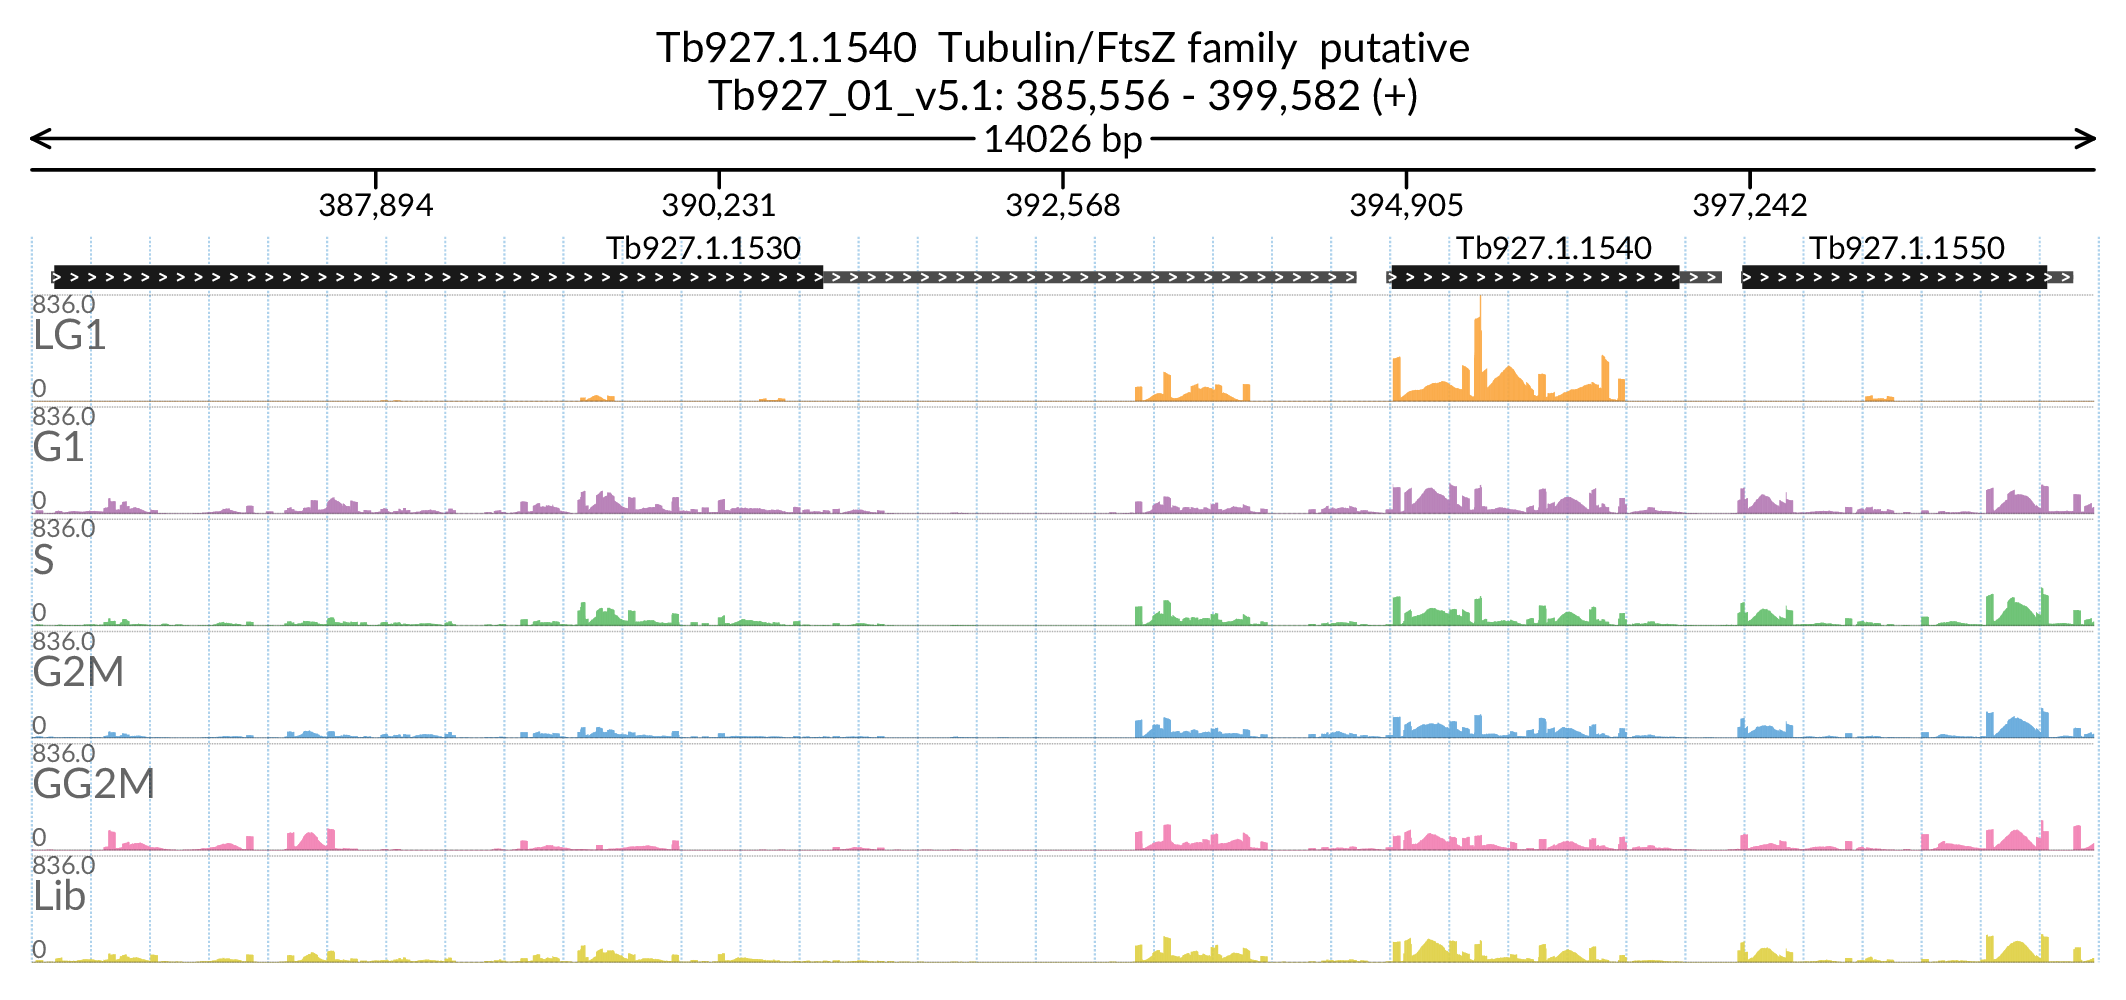 Tb927.1.1540  Tubulin/FtsZ family  putative
Tb927_01_v5.1: 385,556 - 399,582 (+)
14026 bp
387,894 390,231 392,568 394,905 397,242
Tb927.1.1530 Tb927.1.1540 Tb927.1.1550
836.0
LG1
0
836.0
G1
0
836.0
S
0
836.0
G2M
0
836.0
GG2M
0
836.0
Lib
0